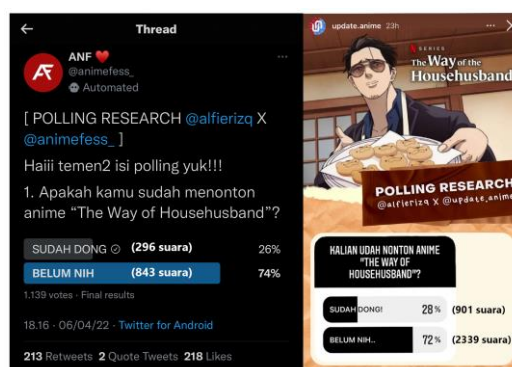 Thread
ANF ❤️
@animefess_
Automated
[ POLLING RESEARCH @alfierizq X
@animefess_ ]
Haiii temen2 isi polling yuk!!!
1. Apakah kamu sudah menonton
anime “The Way of Househusband”?
SUDAH DONG (296 suara) 26%
BELUM NIH (843 suara) 74%
1.139 votes · Final results
18.16 · 06/04/22 · Twitter for Android
213 Retweets 2 Quote Tweets 218 Likes
update.anime 23h
N SERIES
The Way of the
Househusband
POLLING RESEARCH
@alfierizq X @update.anime
KALIAN UDAH NONTON ANIME
"THE WAY OF
HOUSEHUSBAND"?
SUDAH DONG! 28% (901 suara)
BELUM NIH.. 72% (2339 suara)